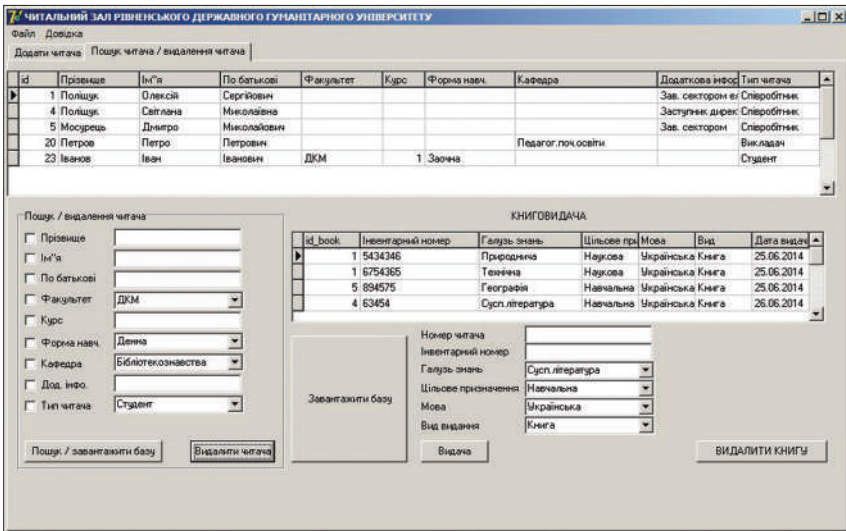 ЧИТАЛЬНИЙ ЗАЛ РІВНЕНСЬКОГО ДЕРЖАВНОГО ГУМАНІТАРНОГО УНІВЕРСИТЕТУ
Файл Довідка
Додати читача Пошук читача / видалення читача
id Прізвище Ім"я По батькові Факультет Курс Форма навч. Кафедра Додаткова інфор Тип читача
1 Поліщук Олексій Сергійович Зав. сектором ел Співробітник
4 Поліщук Світлана Миколаївна Заступник дирек Співробітник
5 Мосурець Дмитро Миколайович Зав. сектором Співробітник
20 Петров Петро Петрович Педагог.поч.освіти Викладач
23 Іванов Іван Іванович ДКМ 1 Заочна Студент
Пошук / видалення читача
Прізвище
Ім"я
По батькові
Факультет ДКМ
Курс
Форма навч. Денна
Кафедра Бібліотекознавства
Дод. інфо.
Тип читача Студент
Пошук / завантажити базу Видалити читача
КНИГОВИДАЧА
id_book Інвентарний номер Галузь знань Цільове при Мова Вид Дата видач
1 5434346 Природнича Наукова Українська Книга 25.06.2014
1 6754365 Технічна Наукова Українська Книга 25.06.2014
5 894575 Географія Навчальна Українська Книга 25.06.2014
4 63454 Сусп.література Навчальна Українська Книга 26.06.2014
Завантажити базу
Номер читача
Інвентарний номер
Галузь знань Сусп.література
Цільове призначення Навчальна
Мова Українська
Вид видання Книга
Видача ВИДАЛИТИ КНИГУ